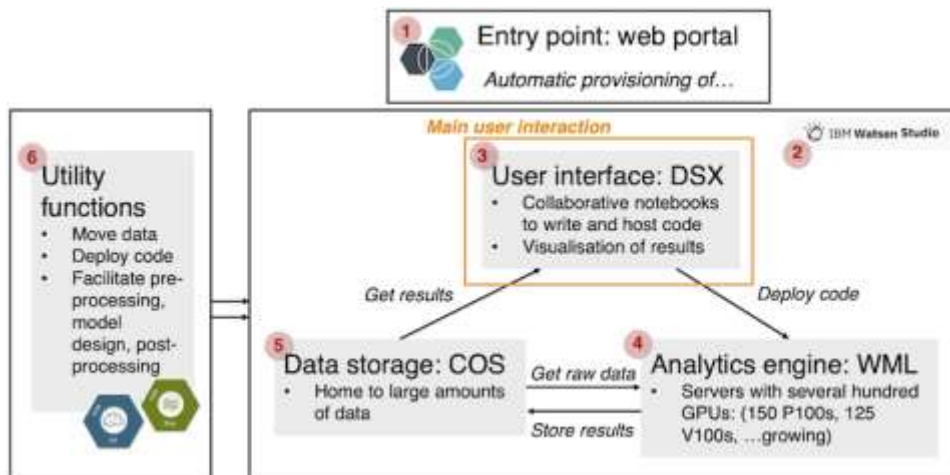 1
Entry point: web portal
Automatic provisioning of...
Main user interaction
2
IBM Watson Studio
6
Utility
functions
• Move data
• Deploy code
• Facilitate pre-
processing,
model
design, post-
processing
3
User interface: DSX
• Collaborative notebooks
to write and host code
• Visualisation of results
Get results
Deploy code
5
Data storage: COS
• Home to large amounts
of data
Get raw data
Store results
4
Analytics engine: WML
• Servers with several hundred
GPUs: (150 P100s, 125
V100s, ...growing)